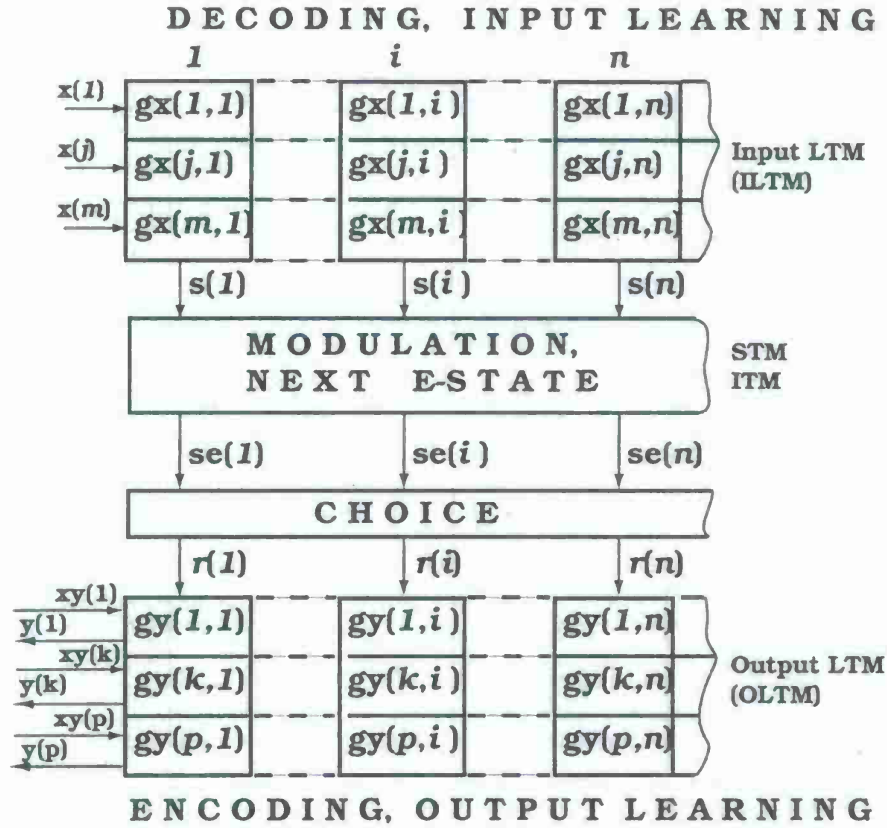 DECODING, INPUT LEARNING
1 i n
x(1) gx(1,1) gx(1,i) gx(1,n)
x(j) gx(j,1) gx(j,i) gx(j,n)
x(m) gx(m,1) gx(m,i) gx(m,n)
Input LTM
(ILTM)
s(1) s(i) s(n)
MODULATION,
NEXT E-STATE
STM
ITM
se(1) se(i) se(n)
CHOICE
r(1) r(i) r(n)
xy(1)
y(1) gy(1,1) gy(1,i) gy(1,n)
xy(k)
y(k) gy(k,1) gy(k,i) gy(k,n)
xy(p)
y(p) gy(p,1) gy(p,i) gy(p,n)
Output LTM
(OLTM)
ENCODING, OUTPUT LEARNING